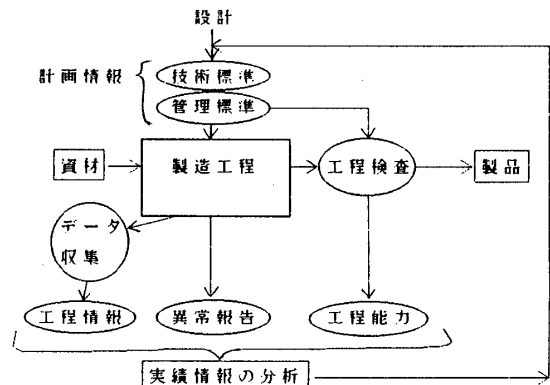 設計
計画情報
技術標準
管理標準
資材
製造工程
工程検査
製品
データ
収集
工程情報
異常報告
工程能力
実績情報の分析